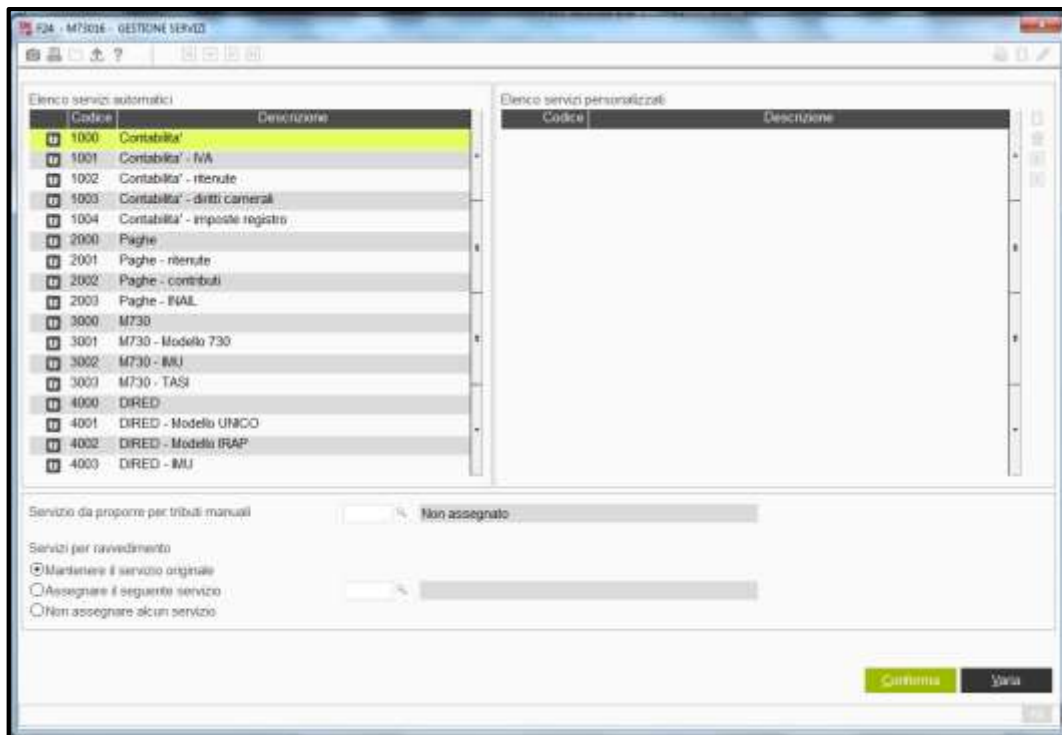 F24 - M73016 - GESTIONE SERVIZI
?
Elenco servizi automatici
Codice Descrizione
1000 Contabilita'
1001 Contabilita' - IVA
1002 Contabilita' - ritenute
1003 Contabilita' - diritti camerali
1004 Contabilita' - imposte registro
2000 Paghe
2001 Paghe - ritenute
2002 Paghe - contributi
2003 Paghe - INAIL
3000 M730
3001 M730 - Modello 730
3002 M730 - IMU
3003 M730 - TASI
4000 DIRED
4001 DIRED - Modello UNICO
4002 DIRED - Modello IRAP
4003 DIRED - IMU
Elenco servizi personalizzati
Codice Descrizione
Servizio da proporre per tributi manuali Non assegnato
Servizi per ravvedimento
Mantenere il servizio originale
Assegnare il seguente servizio
Non assegnare alcun servizio
Conferma Varia